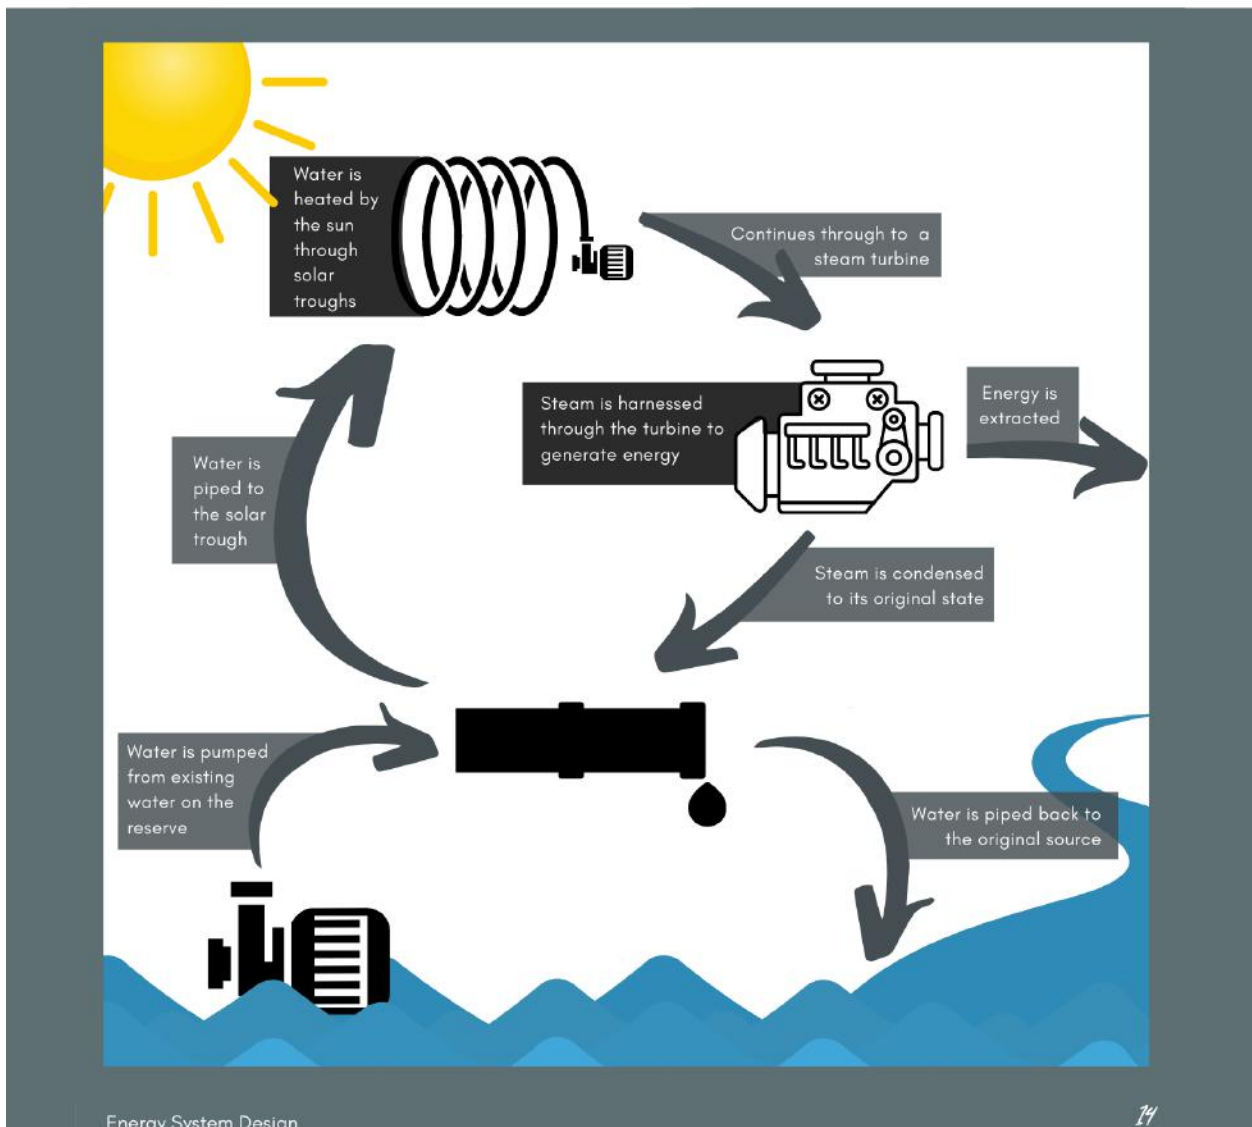 Water is
heated by
the sun
through
solar
troughs
Continues through to a
steam turbine
Steam is harnessed
through the turbine to
generate energy
Energy is
extracted
Water is
piped to
the solar
trough
Steam is condensed
to its original state
Water is pumped
from existing
water on the
reserve
Water is piped back to
the original source
Energy System Design
14